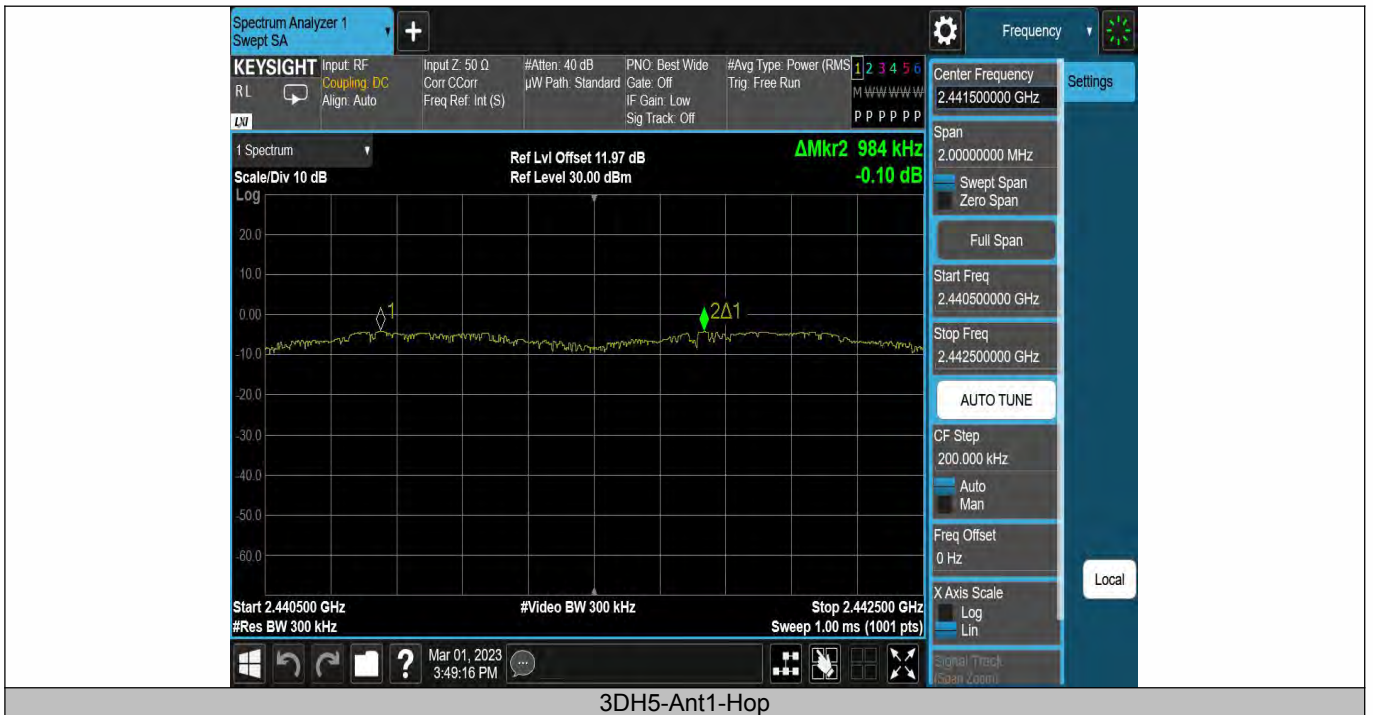 Spectrum Analyzer 1
Swept SA
+
Frequency
KEYSIGHT
RL
LXI
Input: RF
Coupling: DC
Align: Auto
Input Z: 50 Ω
Corr CCorr
Freq Ref: Int (S)
#Atten: 40 dB
µW Path: Standard
PNO: Best Wide
Gate: Off
IF Gain: Low
Sig Track: Off
#Avg Type: Power (RMS
Trig: Free Run
1 2 3 4 5 6
M W W W W W
P P P P P P
Center Frequency
2.441500000 GHz
Settings
1 Spectrum
Scale/Div 10 dB
Ref Lvl Offset 11.97 dB
Ref Level 30.00 dBm
ΔMkr2 984 kHz
-0.10 dB
Span
2.00000000 MHz
Swept Span
Zero Span
Full Span
Start Freq
2.440500000 GHz
Stop Freq
2.442500000 GHz
AUTO TUNE
CF Step
200.000 kHz
Auto
Man
Freq Offset
0 Hz
X Axis Scale
Log
Lin
Signal Track
(Span Zoom)
Local
Log
20.0
10.0
0.00
-10.0
-20.0
-30.0
-40.0
-50.0
-60.0
1
2Δ1
Start 2.440500 GHz
#Res BW 300 kHz
#Video BW 300 kHz
Stop 2.442500 GHz
Sweep 1.00 ms (1001 pts)
?
Mar 01, 2023
3:49:16 PM
3DH5-Ant1-Hop